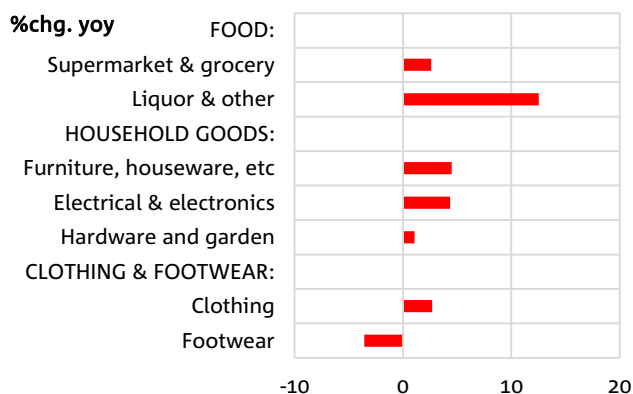 %chg. yoy
FOOD:
Supermarket & grocery
Liquor & other
HOUSEHOLD GOODS:
Furniture, houseware, etc
Electrical & electronics
Hardware and garden
CLOTHING & FOOTWEAR:
Clothing
Footwear
-10 0 10 20